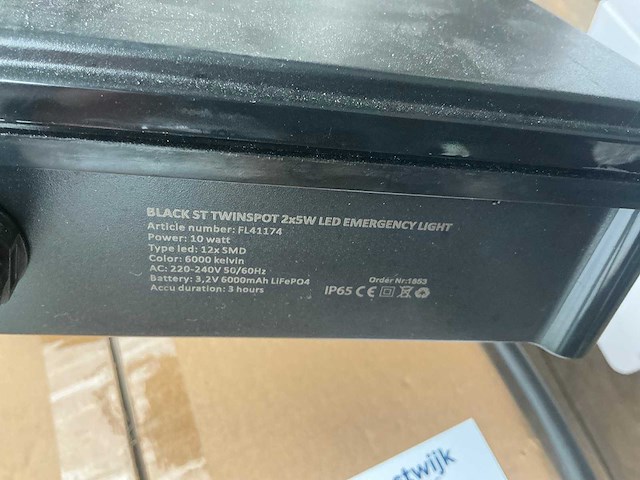 BLACK ST TWINSPOT 2x5W LED EMERGENCY LIGHT
Article number: FL41174
Power: 10 watt
Type led: 12x SMD
Color: 6000 kelvin
AC: 220-240V 50/60Hz
Battery: 3,2V 6000mAh LiFePO4
Accu duration: 3 hours
Order Nr:1853
IP65 CE
stwijk